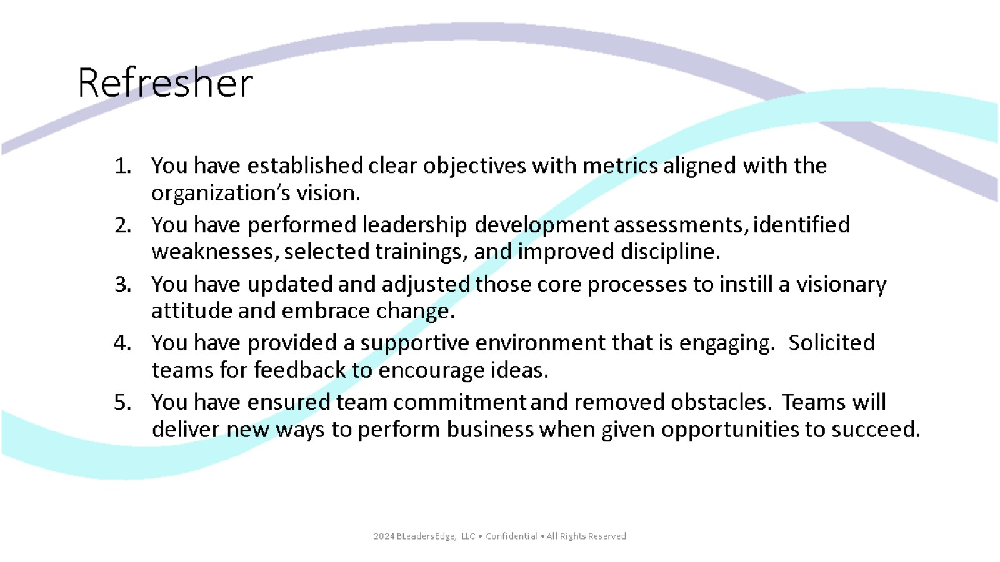 Refresher
1. You have established clear objectives with metrics aligned with the
organization’s vision.
2. You have performed leadership development assessments, identified
weaknesses, selected trainings, and improved discipline.
3. You have updated and adjusted those core processes to instill a visionary
attitude and embrace change.
4. You have provided a supportive environment that is engaging.  Solicited
teams for feedback to encourage ideas.
5. You have ensured team commitment and removed obstacles.  Teams will
deliver new ways to perform business when given opportunities to succeed.
2024 BLeadersEdge, LLC • Confidential • All Rights Reserved